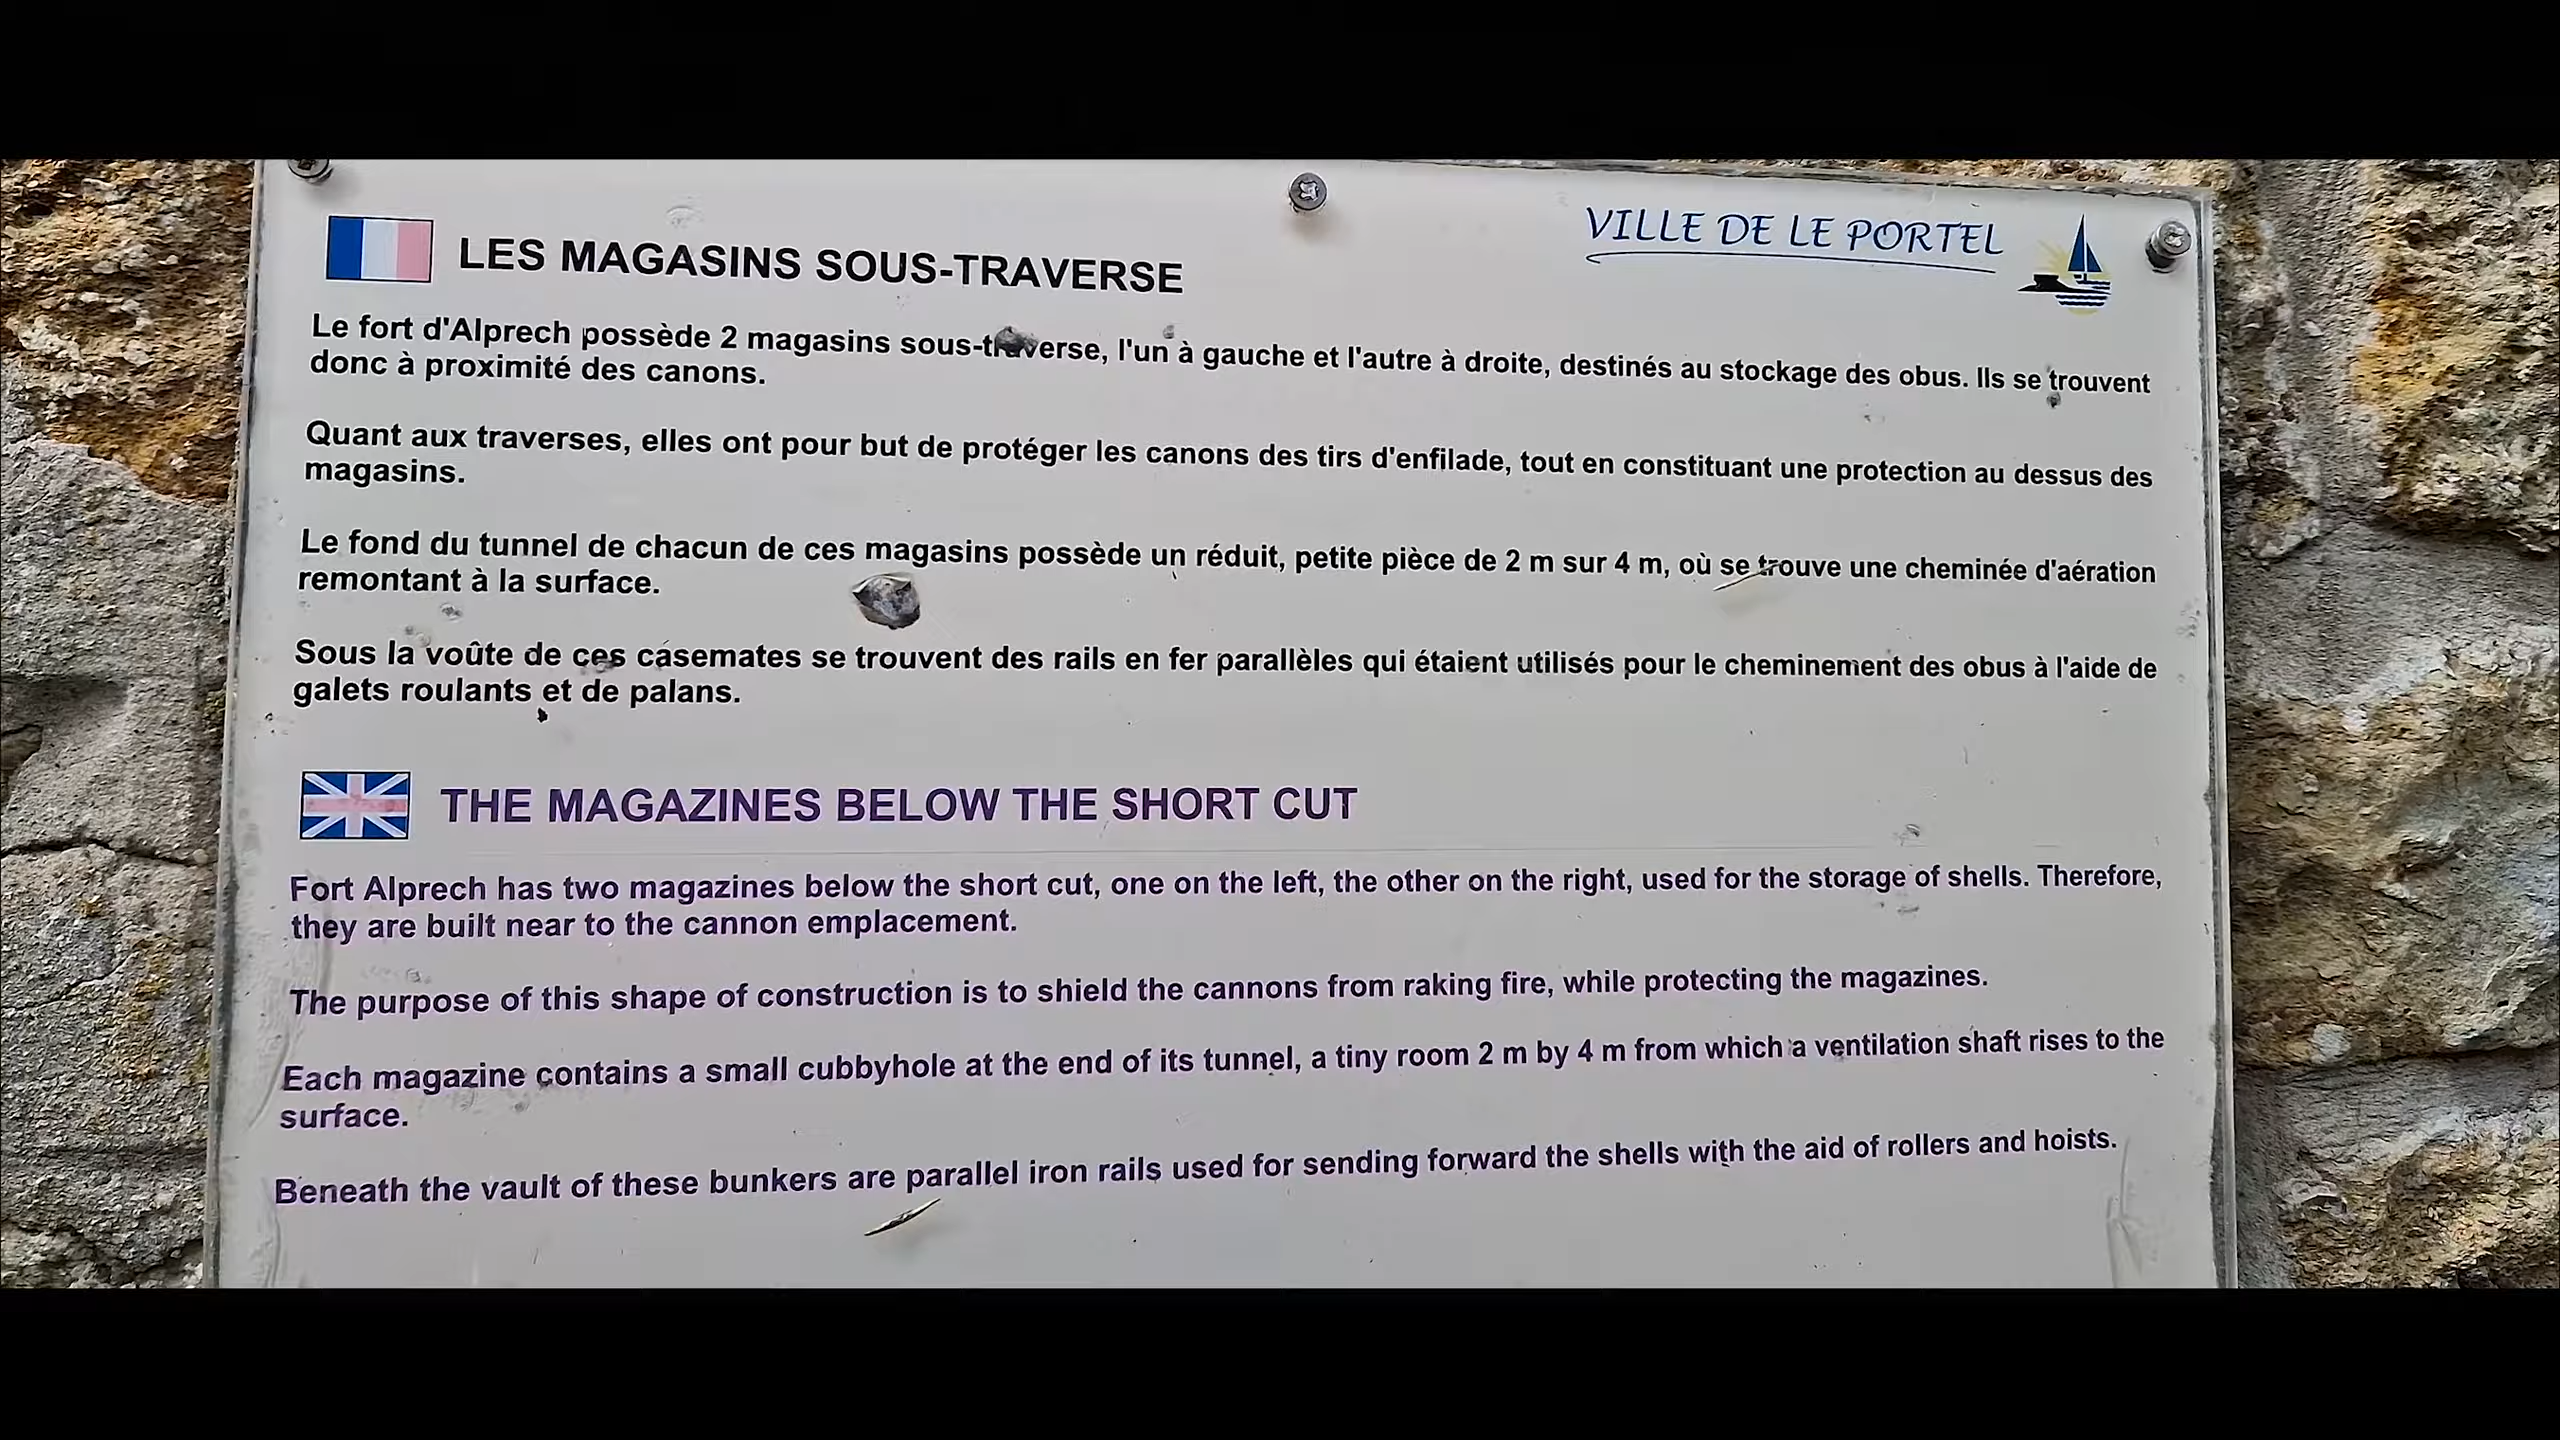 VILLE DE LE PORTEL
LES MAGASINS SOUS-TRAVERSE
Le fort d'Alprech possède 2 magasins sous-traverse, l'un à gauche et l'autre à droite, destinés au stockage des obus. Ils se trouvent
donc à proximité des canons.
Quant aux traverses, elles ont pour but de protéger les canons des tirs d'enfilade, tout en constituant une protection au dessus des
magasins.
Le fond du tunnel de chacun de ces magasins possède un réduit, petite pièce de 2 m sur 4 m, où se trouve une cheminée d'aération
remontant à la surface.
Sous la voûte de ces casemates se trouvent des rails en fer parallèles qui étaient utilisés pour le cheminement des obus à l'aide de
galets roulants et de palans.
THE MAGAZINES BELOW THE SHORT CUT
Fort Alprech has two magazines below the short cut, one on the left, the other on the right, used for the storage of shells. Therefore,
they are built near to the cannon emplacement.
The purpose of this shape of construction is to shield the cannons from raking fire, while protecting the magazines.
Each magazine contains a small cubbyhole at the end of its tunnel, a tiny room 2 m by 4 m from which a ventilation shaft rises to the
surface.
Beneath the vault of these bunkers are parallel iron rails used for sending forward the shells with the aid of rollers and hoists.